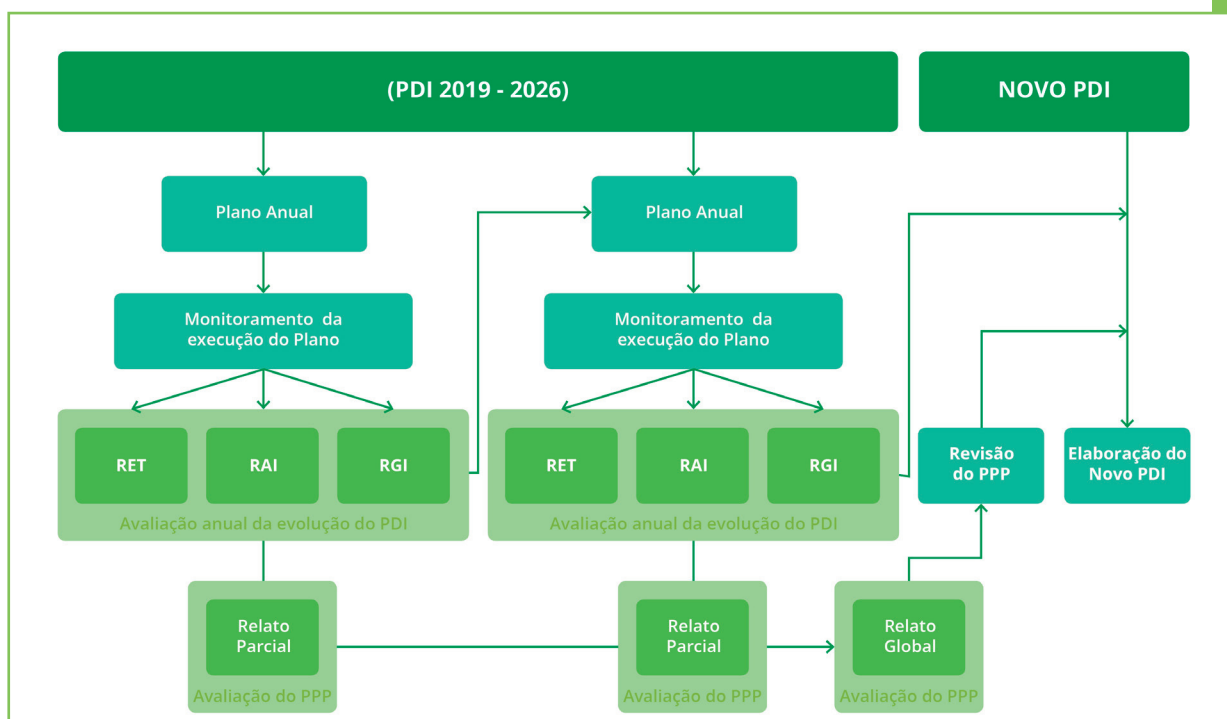 (PDI 2019 - 2026)
NOVO PDI
Plano Anual
Plano Anual
Monitoramento da
execução do Plano
Monitoramento da
execução do Plano
RET
RAI
RGI
Avaliação anual da evolução do PDI
RET
RAI
RGI
Avaliação anual da evolução do PDI
Revisão
do PPP
Elaboração do
Novo PDI
Relato
Parcial
Avaliação do PPP
Relato
Parcial
Avaliação do PPP
Relato
Global
Avaliação do PPP